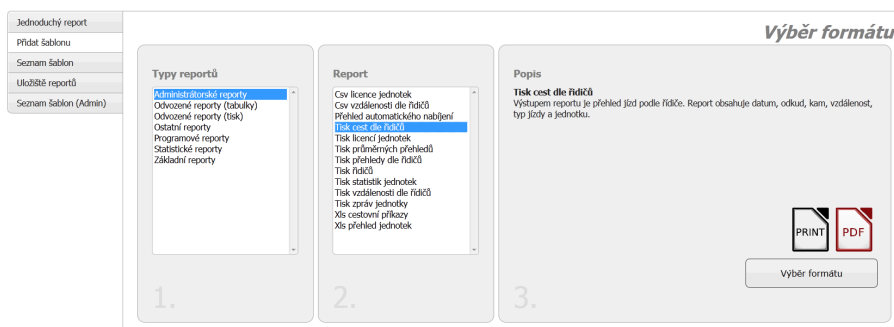 Jednoduchý report
Přidat šablonu
Seznam šablon
Uložiště reportů
Seznam šablon (Admin)
Výběr formátu
Typy reportů
Administrátorské reporty
Odvozené reporty (tabulky)
Odvozené reporty (tisk)
Ostatní reporty
Programové reporty
Statistické reporty
Základní reporty
1.
Report
Csv licence jednotek
Csv vzdálenosti dle řidičů
Přehled automatického nabíjení
Tisk cest dle řidičů
Tisk licencí jednotek
Tisk průměrných přehledů
Tisk přehledy dle řidičů
Tisk řidičů
Tisk statistik jednotek
Tisk vzdálenosti dle řídičů
Tisk zpráv jednotky
Xls cestovní příkazy
Xls přehled jednotek
2.
Popis
Tisk cest dle řidičů
Výstupem reportu je přehled jízd podle řídiče. Report obsahuje datum, odkud, kam, vzdálenost,
typ jízdy a jednotku.
PRINT
PDF
Výběr formátu
3.